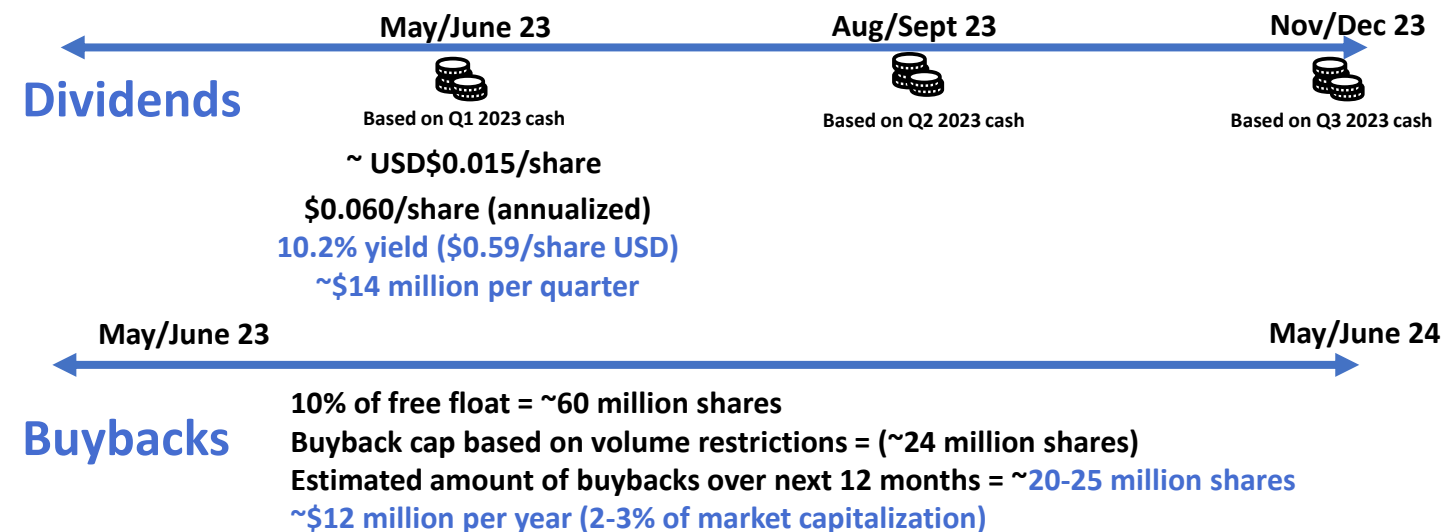 May/June 23
Aug/Sept 23
Nov/Dec 23
Dividends
Based on Q1 2023 cash
Based on Q2 2023 cash
Based on Q3 2023 cash
~ USD$0.015/share
$0.060/share (annualized)
10.2% yield ($0.59/share USD)
~$14 million per quarter
May/June 23
May/June 24
Buybacks
10% of free float = ~60 million shares
Buyback cap based on volume restrictions = (~24 million shares)
Estimated amount of buybacks over next 12 months = ~20-25 million shares
~$12 million per year (2-3% of market capitalization)